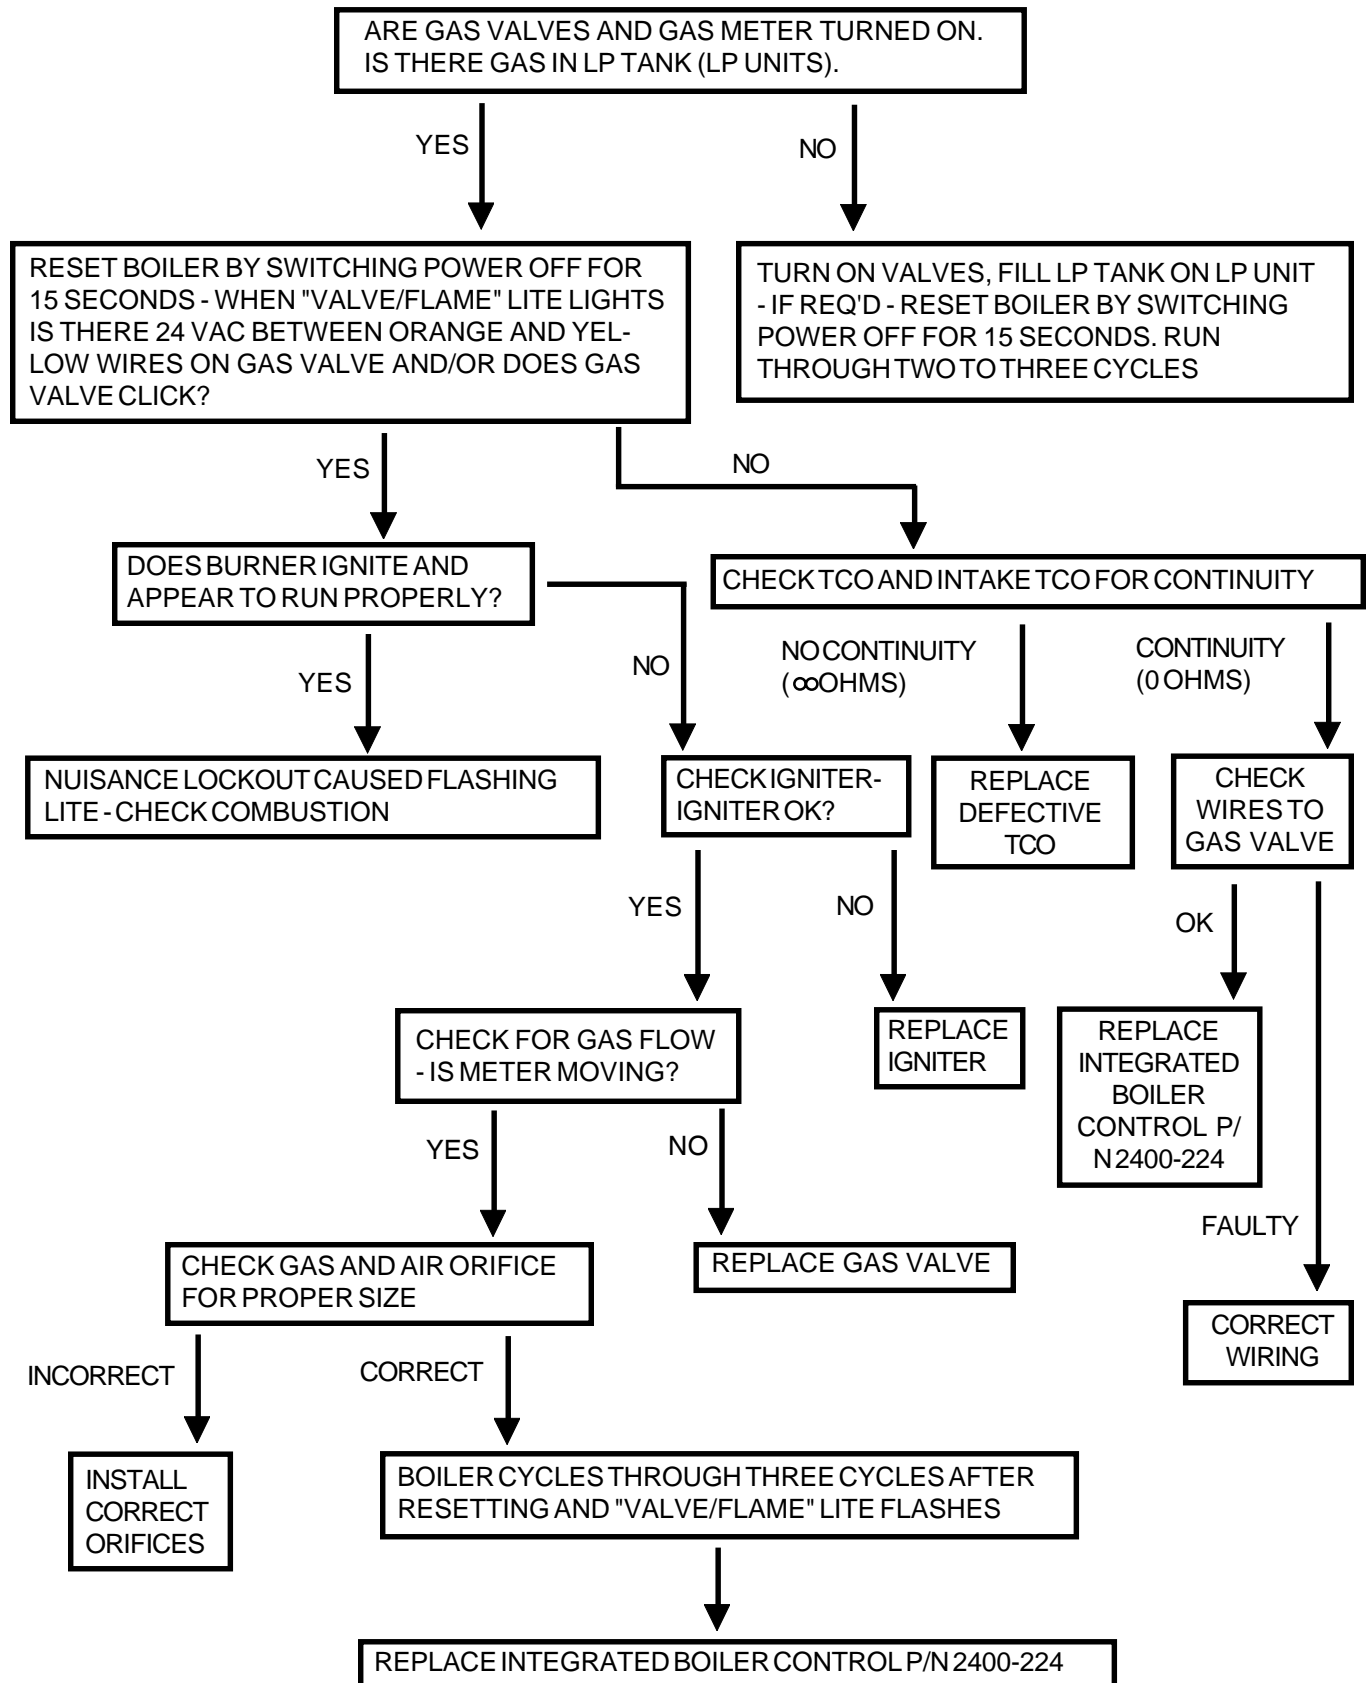 ARE GAS VALVES AND GAS METER TURNED ON.
IS THERE GAS IN LP TANK (LP UNITS).
YES
NO
RESET BOILER BY SWITCHING POWER OFF FOR
15 SECONDS - WHEN "VALVE/FLAME" LITE LIGHTS
IS THERE 24 VAC BETWEEN ORANGE AND YEL-
LOW WIRES ON GAS VALVE AND/OR DOES GAS
VALVE CLICK?
TURN ON VALVES, FILL LP TANK ON LP UNIT
- IF REQ'D - RESET BOILER BY SWITCHING
POWER OFF FOR 15 SECONDS. RUN
THROUGH TWO TO THREE CYCLES
YES
NO
DOES BURNER IGNITE AND
APPEAR TO RUN PROPERLY?
CHECK TCO AND INTAKE TCO FOR CONTINUITY
YES
NO
NO CONTINUITY
(∞ OHMS)
CONTINUITY
(0 OHMS)
NUISANCE LOCKOUT CAUSED FLASHING
LITE - CHECK COMBUSTION
CHECK IGNITER-
IGNITER OK?
REPLACE
DEFECTIVE
TCO
CHECK
WIRES TO
GAS VALVE
YES
NO
OK
CHECK FOR GAS FLOW
- IS METER MOVING?
REPLACE
IGNITER
REPLACE
INTEGRATED
BOILER
CONTROL P/
N 2400-224
YES
NO
FAULTY
CHECK GAS AND AIR ORIFICE
FOR PROPER SIZE
REPLACE GAS VALVE
CORRECT
WIRING
INCORRECT
CORRECT
INSTALL
CORRECT
ORIFICES
BOILER CYCLES THROUGH THREE CYCLES AFTER
RESETTING AND "VALVE/FLAME" LITE FLASHES
REPLACE INTEGRATED BOILER CONTROL P/N 2400-224